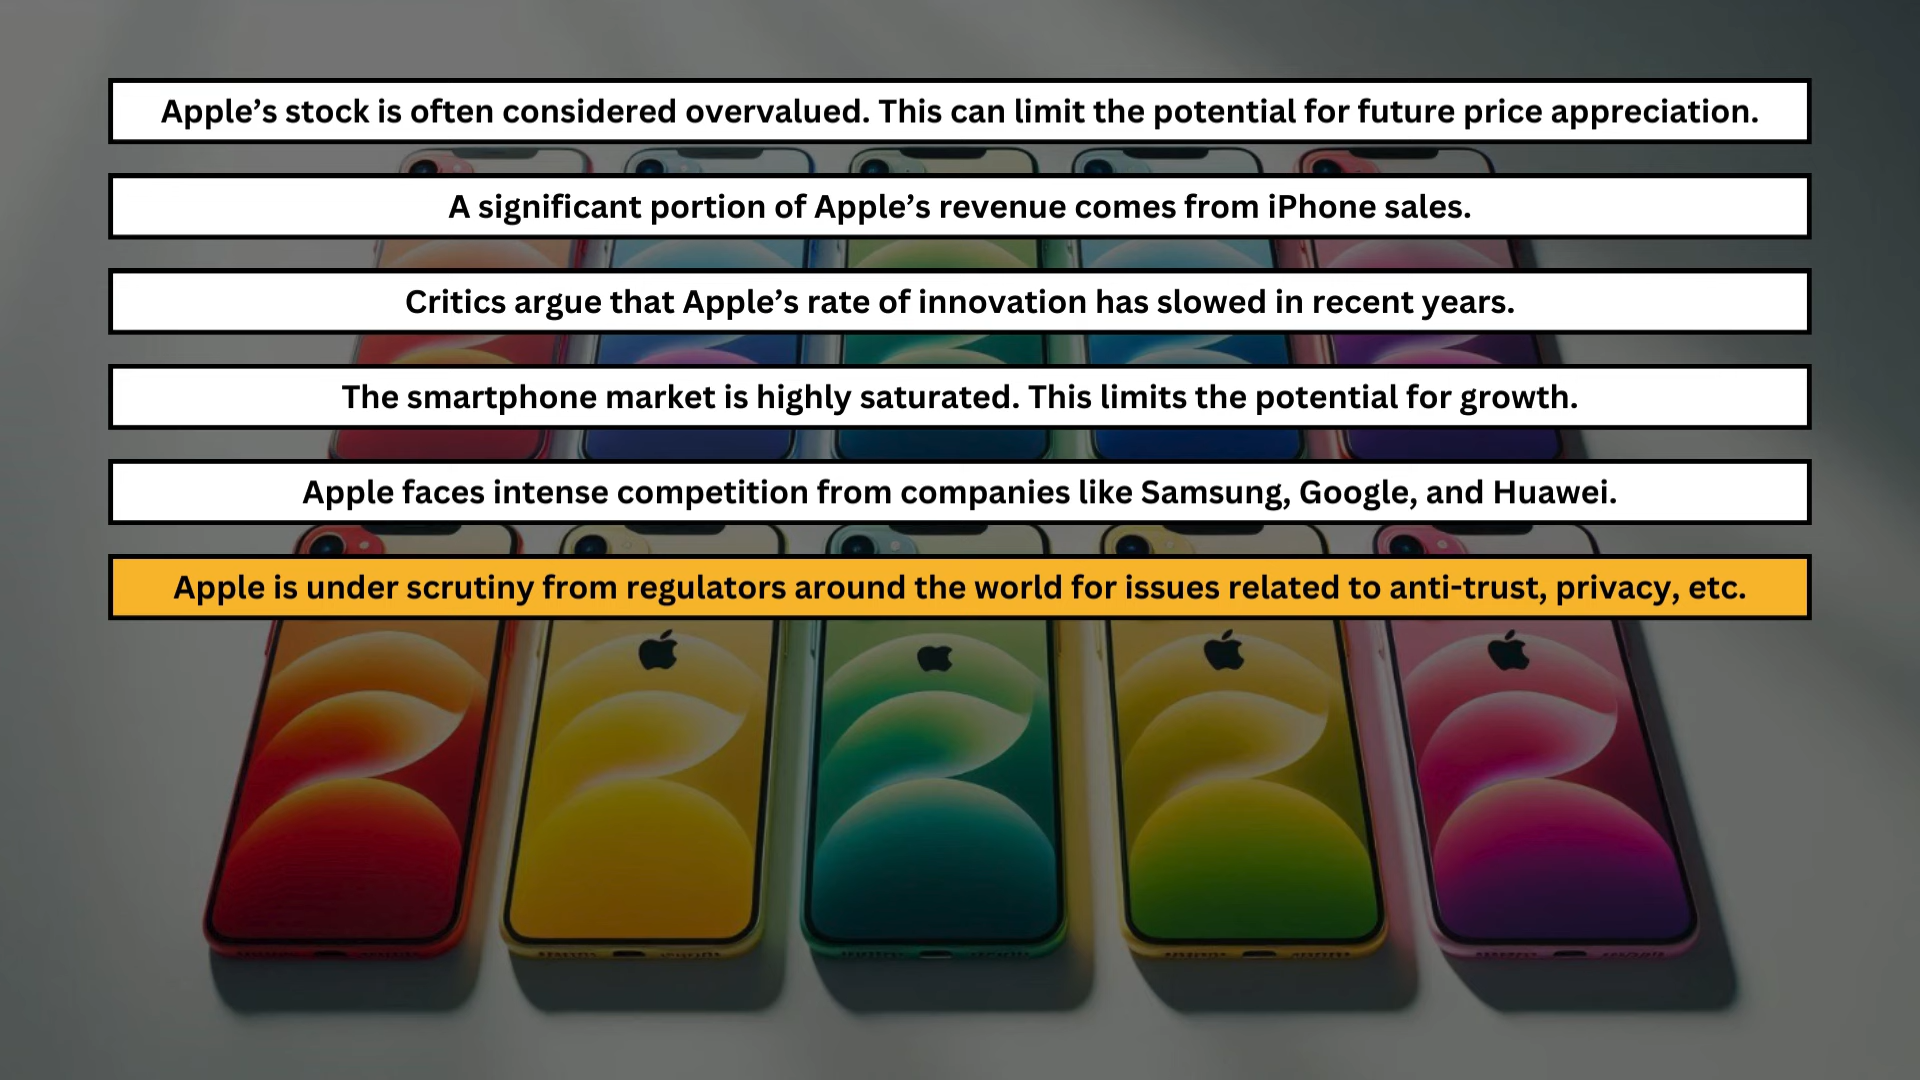 Apple’s stock is often considered overvalued. This can limit the potential for future price appreciation.
A significant portion of Apple’s revenue comes from iPhone sales.
Critics argue that Apple’s rate of innovation has slowed in recent years.
The smartphone market is highly saturated. This limits the potential for growth.
Apple faces intense competition from companies like Samsung, Google, and Huawei.
Apple is under scrutiny from regulators around the world for issues related to anti-trust, privacy, etc.